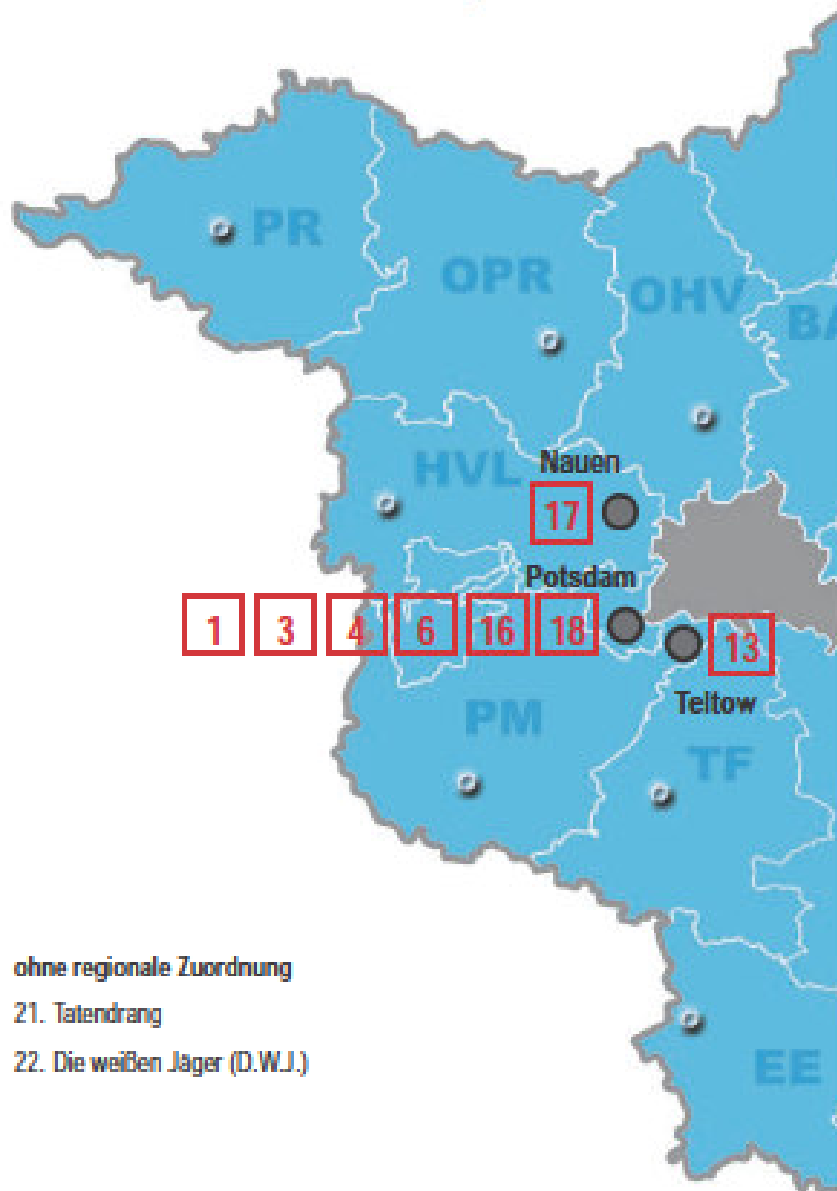 PR
OPR
OHV
BA
HVL
Nauen
17
Potsdam
1 3 4 6 16 18
13
Teltow
PM
TF
ohne regionale Zuordnung
21. Tatendrang
22. Die weißen Jäger (D.W.J.)
EE